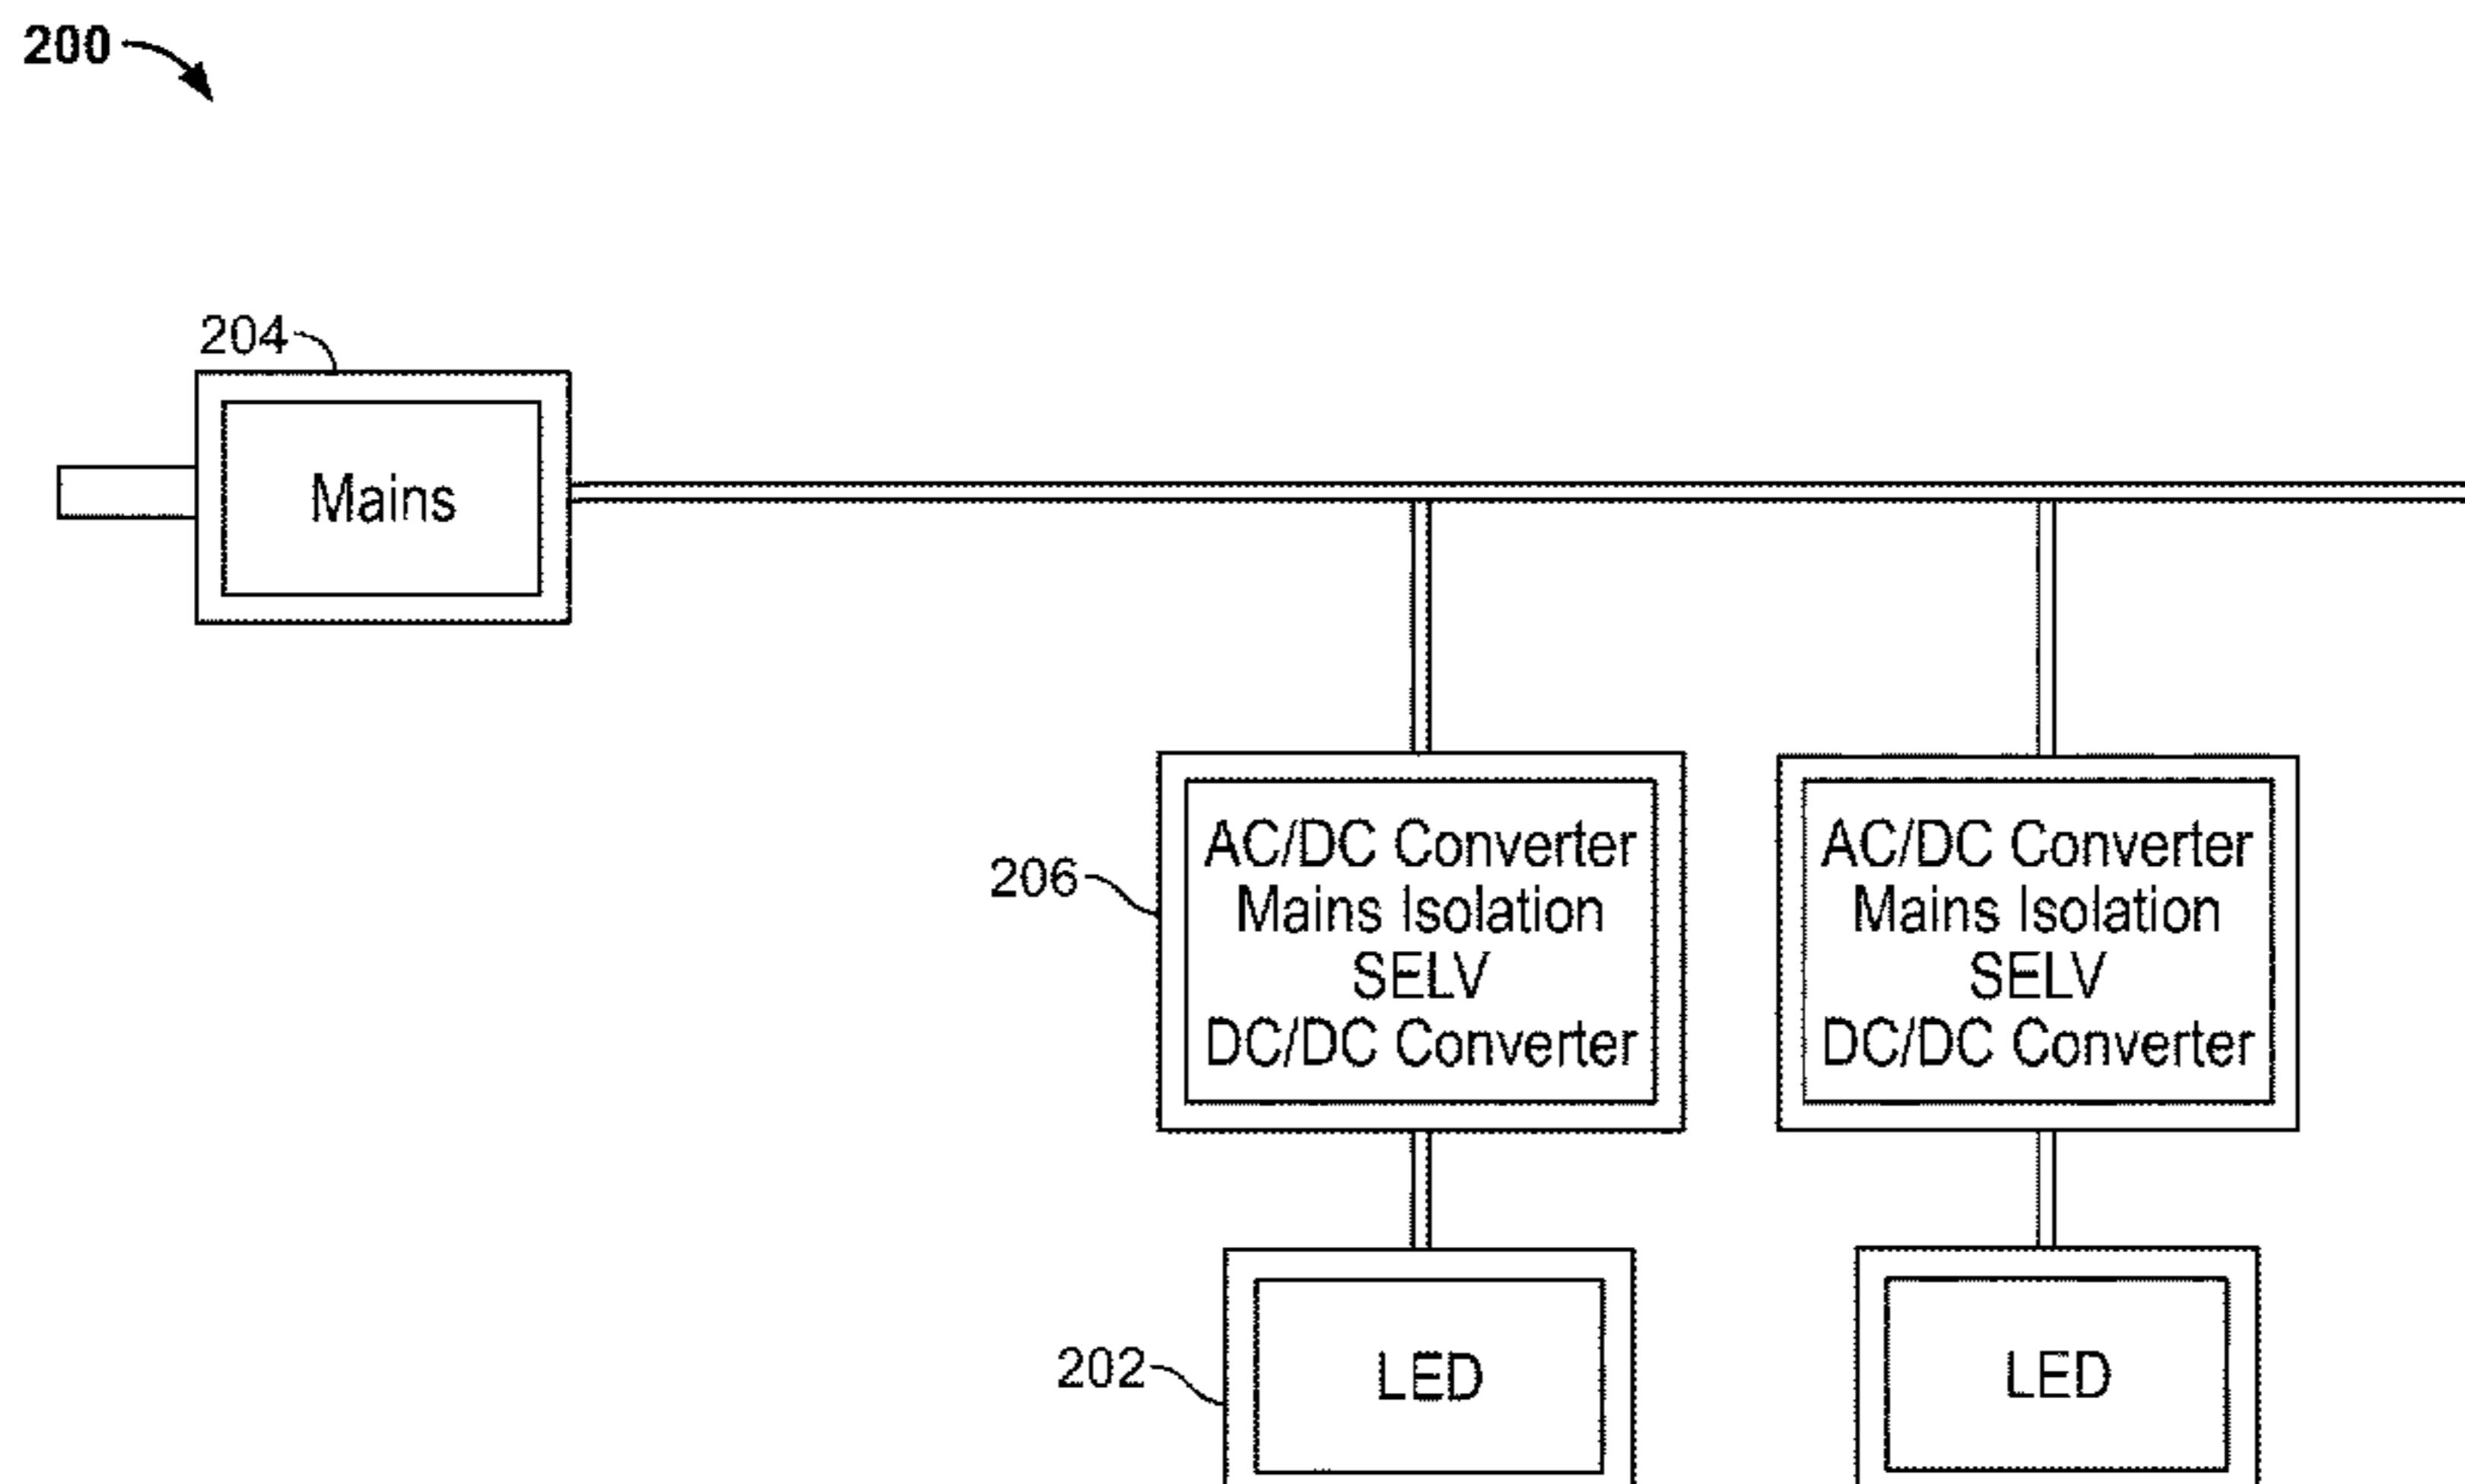 200
204
Mains
206
AC/DC Converter
Mains Isolation
SELV
DC/DC Converter
AC/DC Converter
Mains Isolation
SELV
DC/DC Converter
202
LED
LED